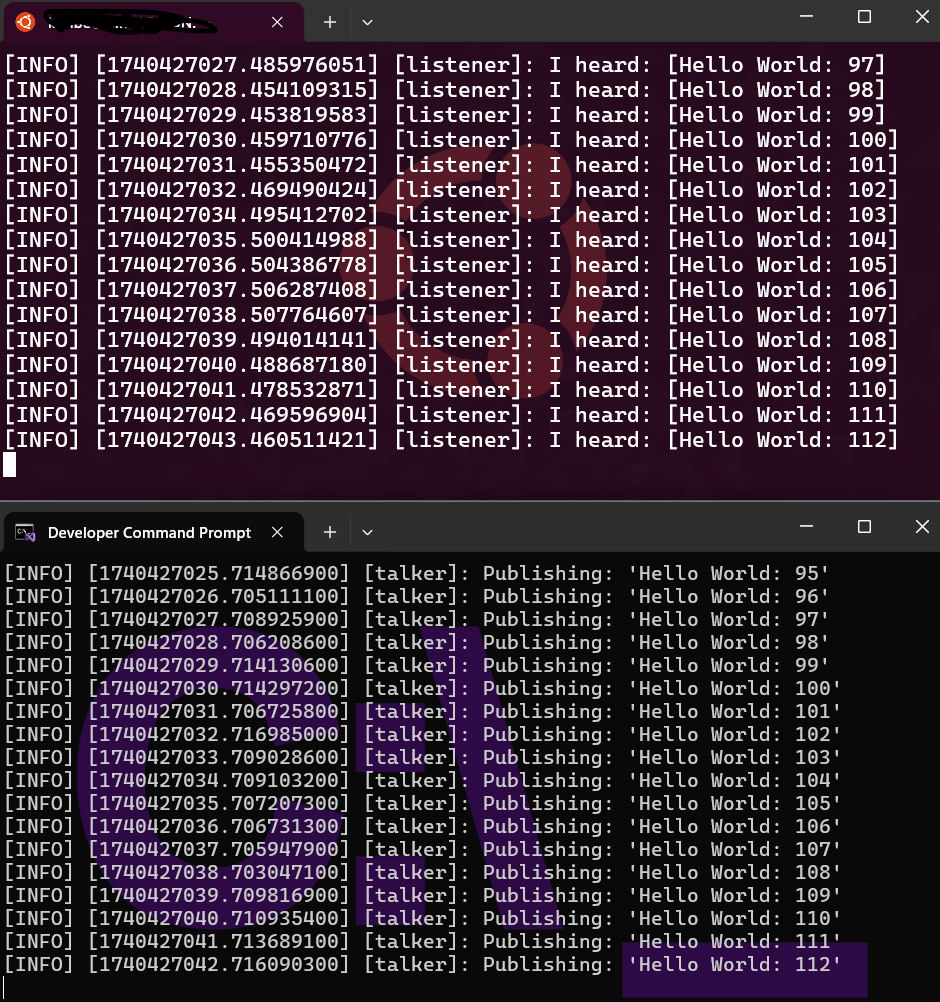 [INFO] [1740427027.485976051] [listener]: I heard: [Hello World: 97]
[INFO] [1740427028.454109315] [listener]: I heard: [Hello World: 98]
[INFO] [1740427029.453819583] [listener]: I heard: [Hello World: 99]
[INFO] [1740427030.459710776] [listener]: I heard: [Hello World: 100]
[INFO] [1740427031.455350472] [listener]: I heard: [Hello World: 101]
[INFO] [1740427032.469490424] [listener]: I heard: [Hello World: 102]
[INFO] [1740427034.495412702] [listener]: I heard: [Hello World: 103]
[INFO] [1740427035.500414988] [listener]: I heard: [Hello World: 104]
[INFO] [1740427036.504386778] [listener]: I heard: [Hello World: 105]
[INFO] [1740427037.506287408] [listener]: I heard: [Hello World: 106]
[INFO] [1740427038.507764607] [listener]: I heard: [Hello World: 107]
[INFO] [1740427039.494014141] [listener]: I heard: [Hello World: 108]
[INFO] [1740427040.488687180] [listener]: I heard: [Hello World: 109]
[INFO] [1740427041.478532871] [listener]: I heard: [Hello World: 110]
[INFO] [1740427042.469596904] [listener]: I heard: [Hello World: 111]
[INFO] [1740427043.460511421] [listener]: I heard: [Hello World: 112]
Developer Command Prompt
[INFO] [1740427025.714866900] [talker]: Publishing: 'Hello World: 95'
[INFO] [1740427026.705111100] [talker]: Publishing: 'Hello World: 96'
[INFO] [1740427027.708925900] [talker]: Publishing: 'Hello World: 97'
[INFO] [1740427028.706208600] [talker]: Publishing: 'Hello World: 98'
[INFO] [1740427029.714130600] [talker]: Publishing: 'Hello World: 99'
[INFO] [1740427030.714297200] [talker]: Publishing: 'Hello World: 100'
[INFO] [1740427031.706725800] [talker]: Publishing: 'Hello World: 101'
[INFO] [1740427032.716985000] [talker]: Publishing: 'Hello World: 102'
[INFO] [1740427033.709028600] [talker]: Publishing: 'Hello World: 103'
[INFO] [1740427034.709103200] [talker]: Publishing: 'Hello World: 104'
[INFO] [1740427035.707207300] [talker]: Publishing: 'Hello World: 105'
[INFO] [1740427036.706731300] [talker]: Publishing: 'Hello World: 106'
[INFO] [1740427037.705947900] [talker]: Publishing: 'Hello World: 107'
[INFO] [1740427038.703047100] [talker]: Publishing: 'Hello World: 108'
[INFO] [1740427039.709816900] [talker]: Publishing: 'Hello World: 109'
[INFO] [1740427040.710935400] [talker]: Publishing: 'Hello World: 110'
[INFO] [1740427041.713689100] [talker]: Publishing: 'Hello World: 111'
[INFO] [1740427042.716090300] [talker]: Publishing: 'Hello World: 112'